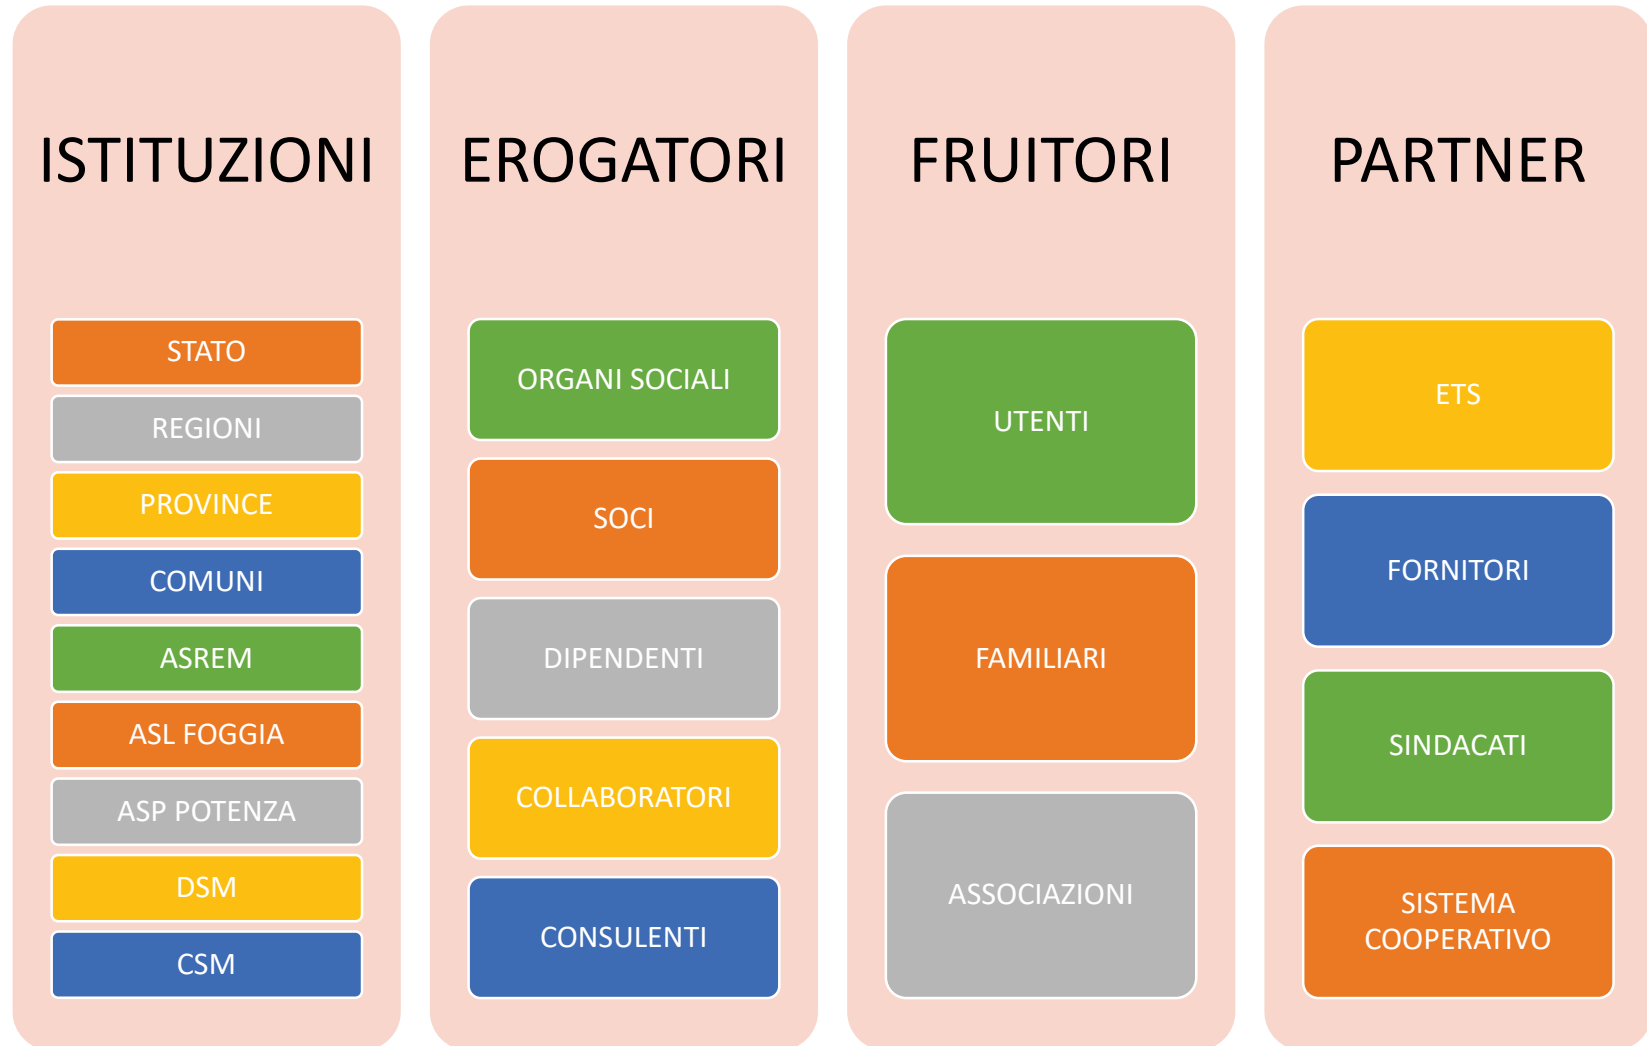 ISTITUZIONI
STATO
REGIONI
PROVINCE
COMUNI
ASREM
ASL FOGGIA
ASP POTENZA
DSM
CSM
EROGATORI
ORGANI SOCIALI
SOCI
DIPENDENTI
COLLABORATORI
CONSULENTI
FRUITORI
UTENTI
FAMILIARI
ASSOCIAZIONI
PARTNER
ETS
FORNITORI
SINDACATI
SISTEMA
COOPERATIVO